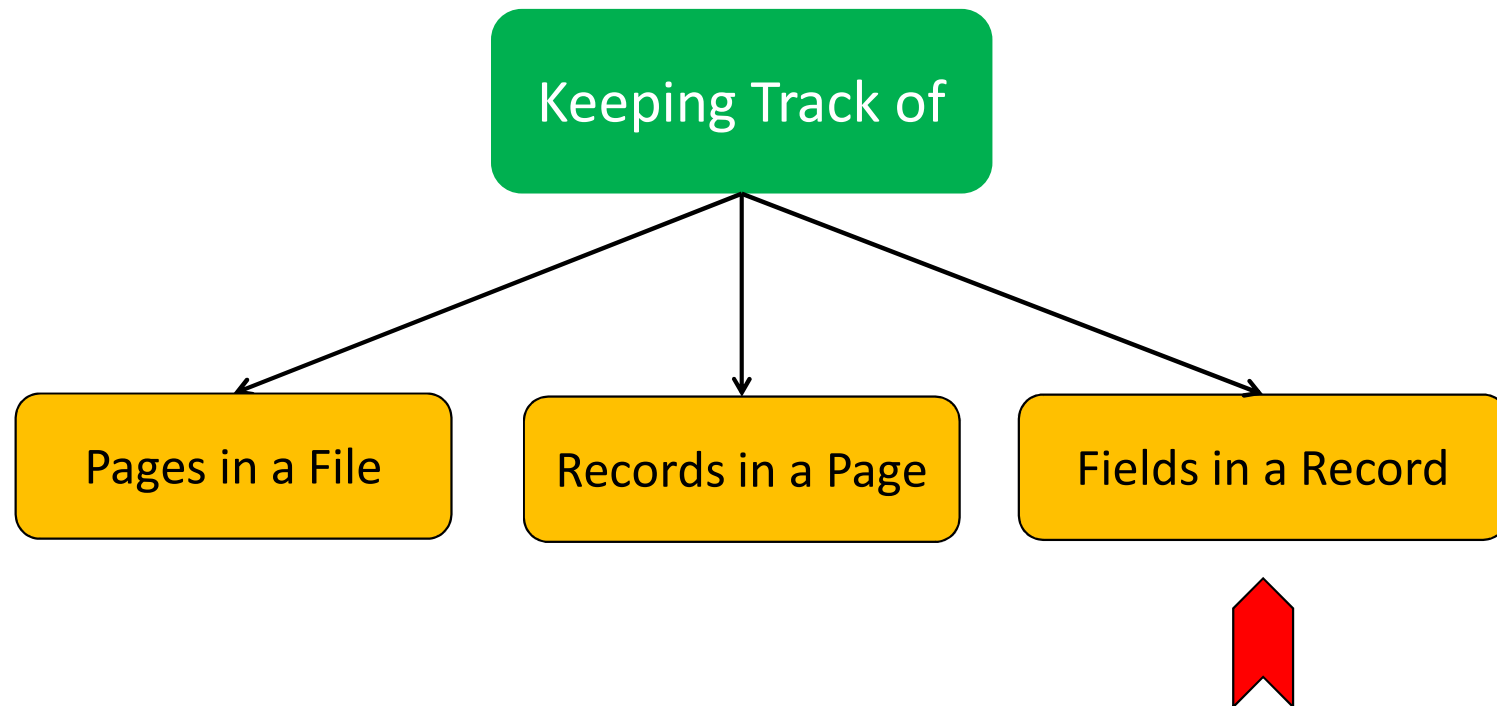 Keeping Track of
Pages in a File
Records in a Page
Fields in a Record